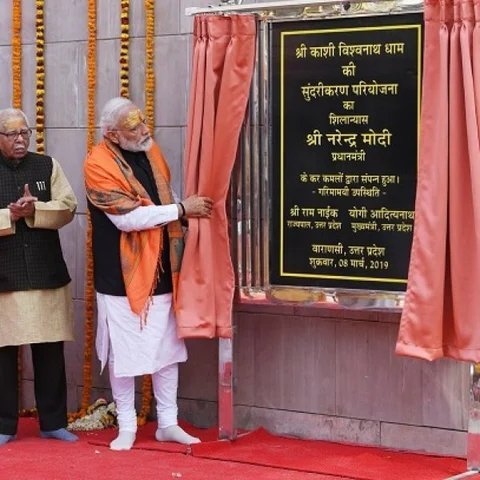 श्री काशी विश्वनाथ धाम
की
सुंदरीकरण परियोजना
का
शिलान्यास
श्री नरेन्द्र मोदी
प्रधानमंत्री
के कर कमलों द्वारा संपन्न हुआ।
- गरिमामयी उपस्थिति -
श्री राम नाईक योगी आदित्यनाथ
राज्यपाल, उत्तर प्रदेश मुख्यमंत्री, उत्तर प्रदेश
वाराणसी, उत्तर प्रदेश
शुक्रवार, 08 मार्च, 2019